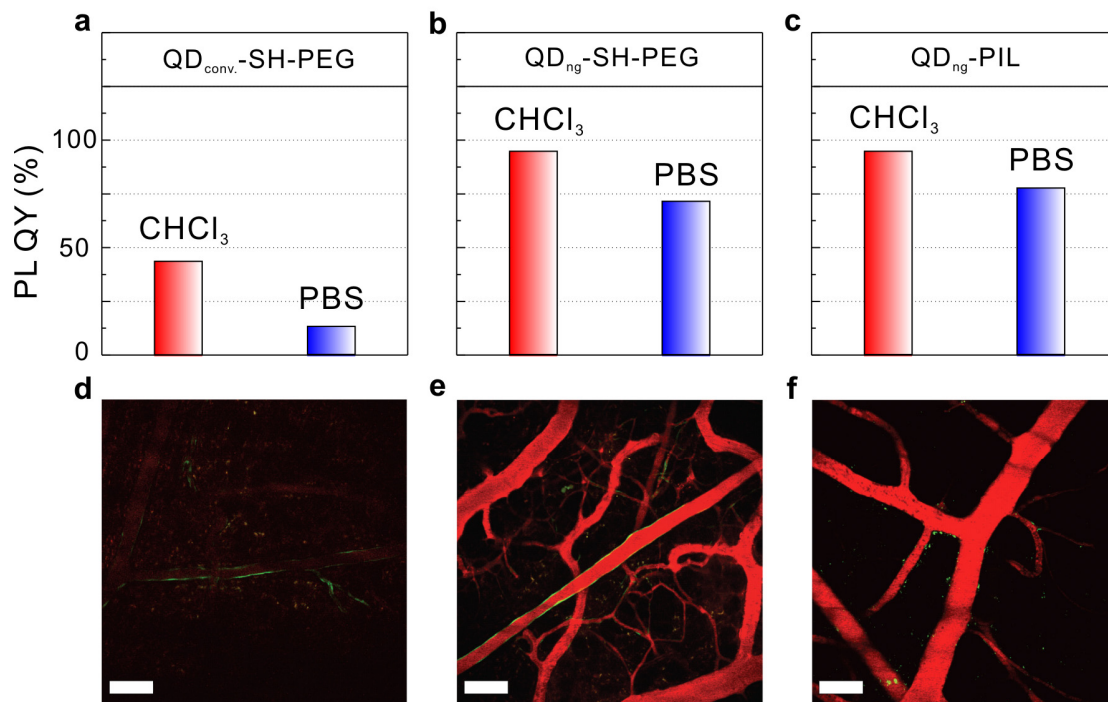 a
QDconv.-SH-PEG
b
QDng-SH-PEG
c
QDng-PIL
PL QY (%)
100
50
0
CHCl3
PBS
CHCl3
PBS
CHCl3
PBS
d
e
f